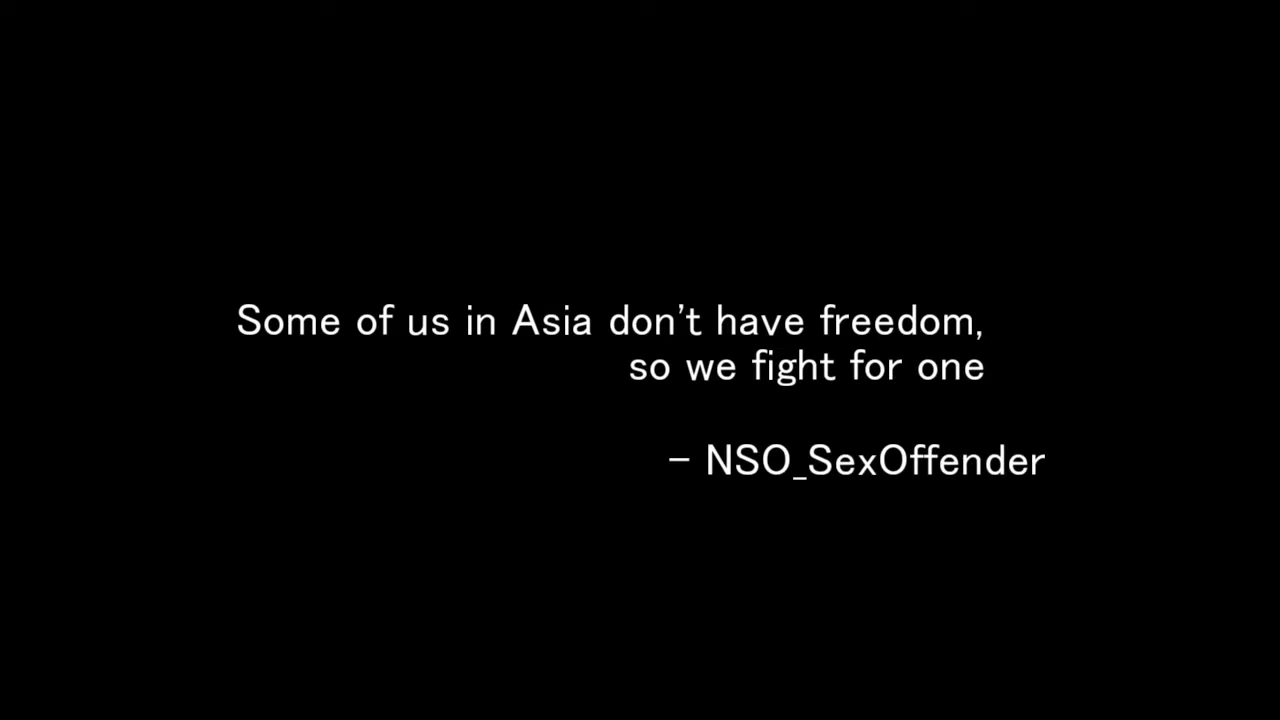 Some of us in Asia don't have freedom,
so we fight for one
- NSO_SexOffender